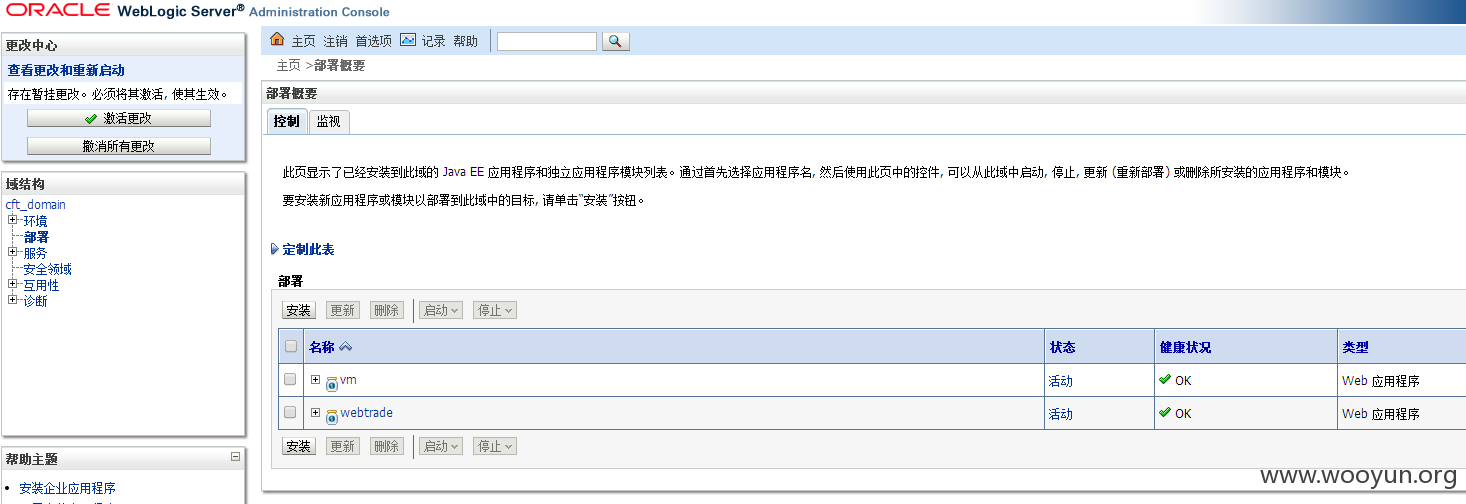 ORACLE WebLogic Server® Administration Console
更改中心
查看更改和重新启动
存在暂挂更改。必须将其激活, 使其生效。
激活更改
撤消所有更改
域结构
cft_domain
环境
部署
服务
安全领域
互用性
诊断
帮助主题
安装企业应用程序
主页 注销 首选项 记录 帮助
主页 >部署概要
部署概要
控制 监视
此页显示了已经安装到此域的 Java EE 应用程序和独立应用程序模块列表。通过首先选择应用程序名, 然后使用此页中的控件, 可以从此域中启动, 停止, 更新 (重新部署) 或删除所安装的应用程序和模块。
要安装新应用程序或模块以部署到此域中的目标, 请单击“安装”按钮。
定制此表
部署
安装 更新 删除 启动 停止
名称 状态 健康状况 类型
vm 活动 OK Web 应用程序
webtrade 活动 OK Web 应用程序
安装 更新 删除 启动 停止
www.wooyun.org